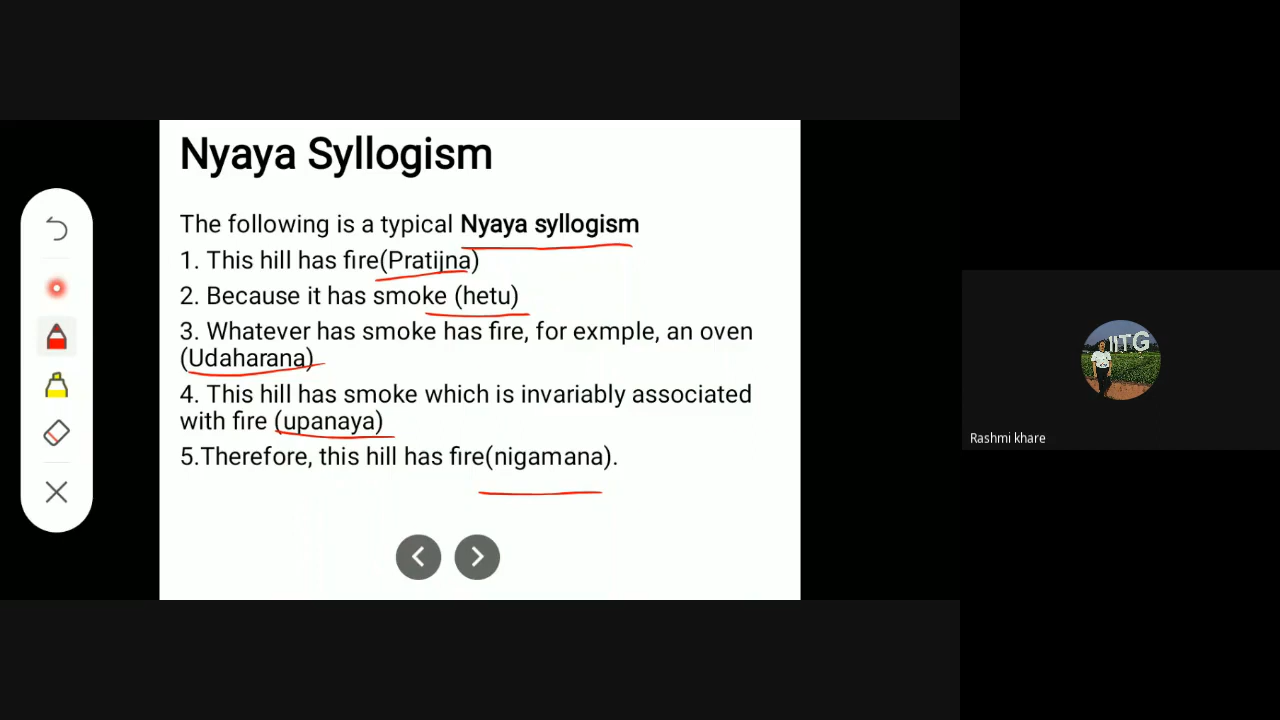 Nyaya Syllogism
The following is a typical Nyaya syllogism
1. This hill has fire(Pratijna)
2. Because it has smoke (hetu)
3. Whatever has smoke has fire, for exmple, an oven
(Udaharana)
4. This hill has smoke which is invariably associated
with fire (upanaya)
5.Therefore, this hill has fire(nigamana).
IITG
Rashmi khare